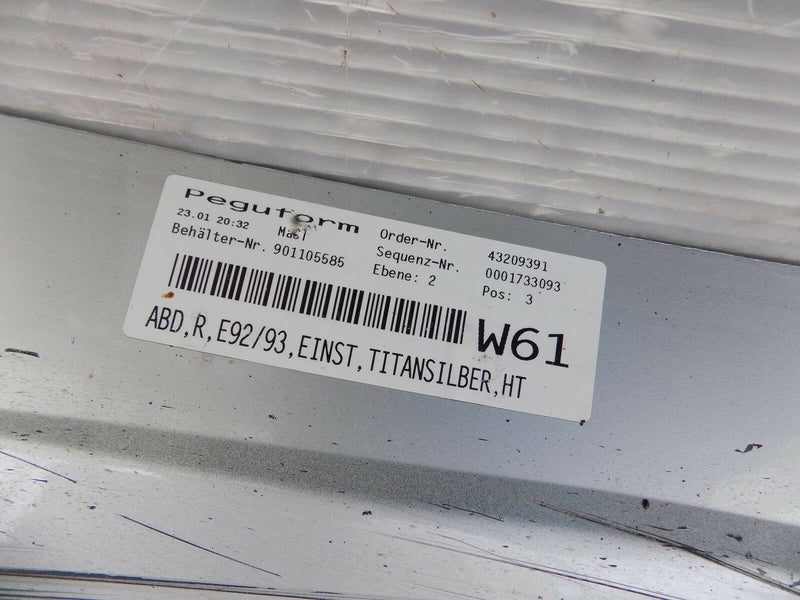 Peguform
23.01 20:32 Order-Nr. 43209391
Behälter-Nr. 901105585 Sequenz-Nr. 0001733093
Ebene: 2 Pos: 3
W61
ABD,R,E92/93,EINST,TITANSILBER,HT